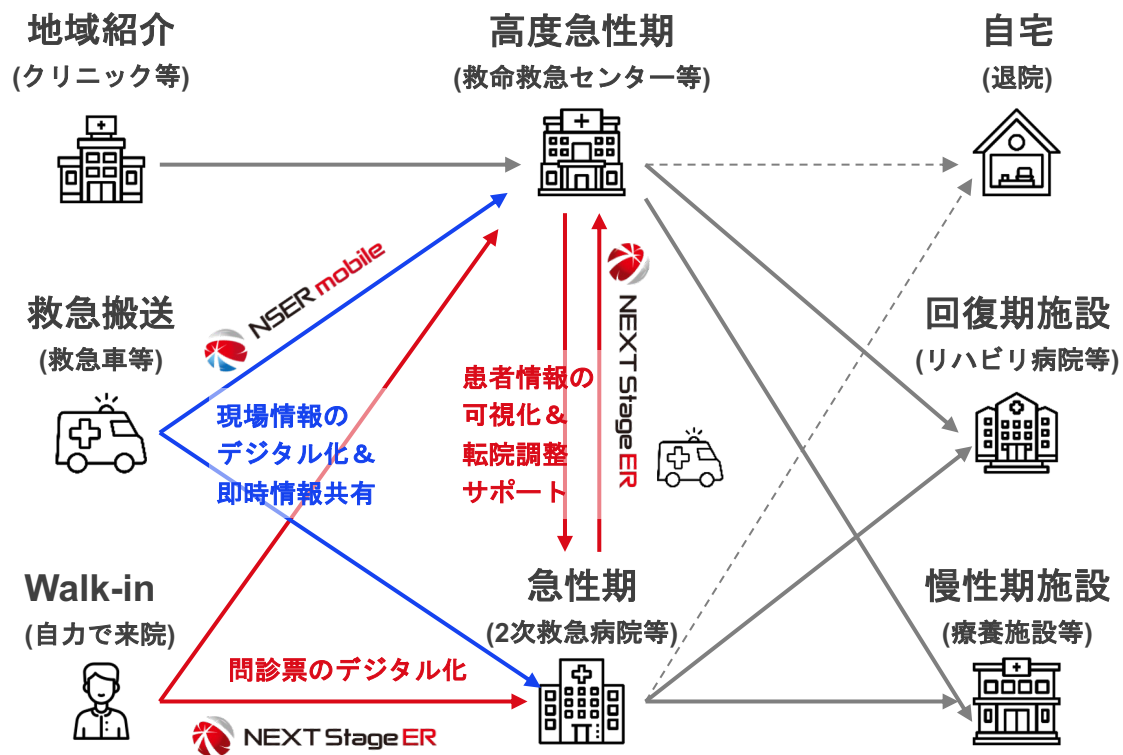 地域紹介
(クリニック等)
高度急性期
(救命救急センター等)
自宅
(退院)
NSER mobile
救急搬送
(救急車等)
現場情報の
デジタル化＆
即時情報共有
患者情報の
可視化＆
転院調整
サポート
NEXT Stage ER
回復期施設
(リハビリ病院等)
Walk-in
(自力で来院)
問診票のデジタル化
NEXT Stage ER
急性期
(2次救急病院等)
慢性期施設
(療養施設等)